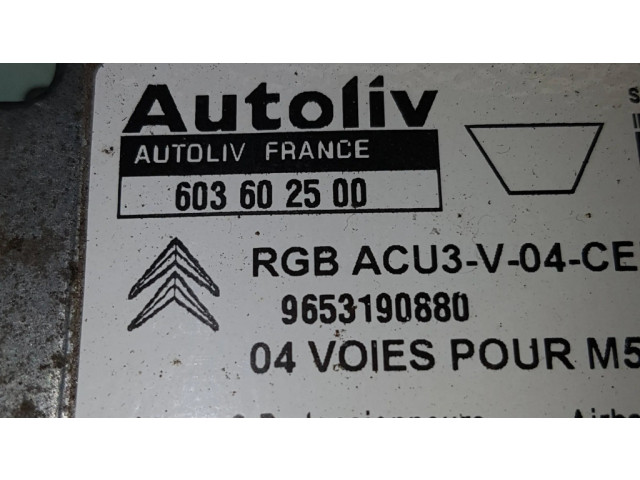 Autoliv
AUTOLIV FRANCE
603 60 25 00
RGB ACU3-V-04-CE
9653190880
04 VOIES POUR M5